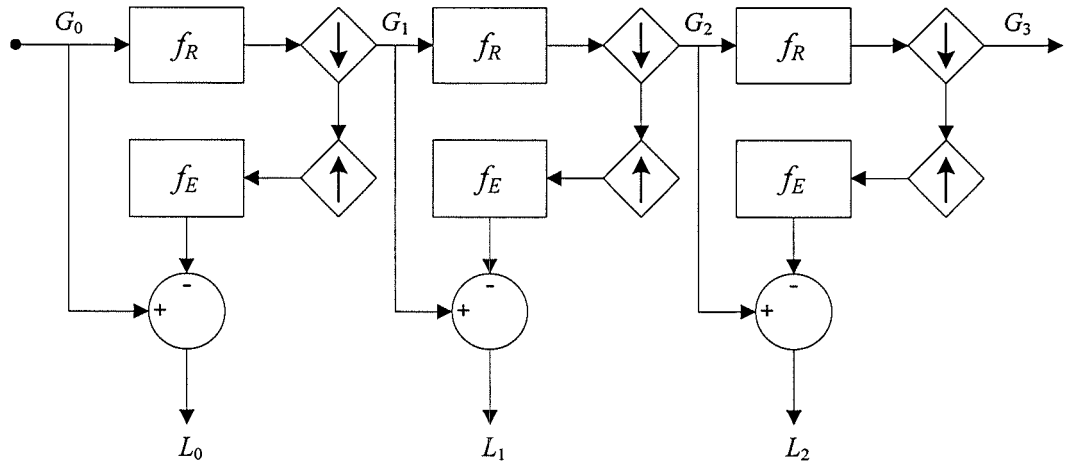 G0 G1 G2 G3
fR fR fR
fE fE fE
- - -
+ + +
L0 L1 L2